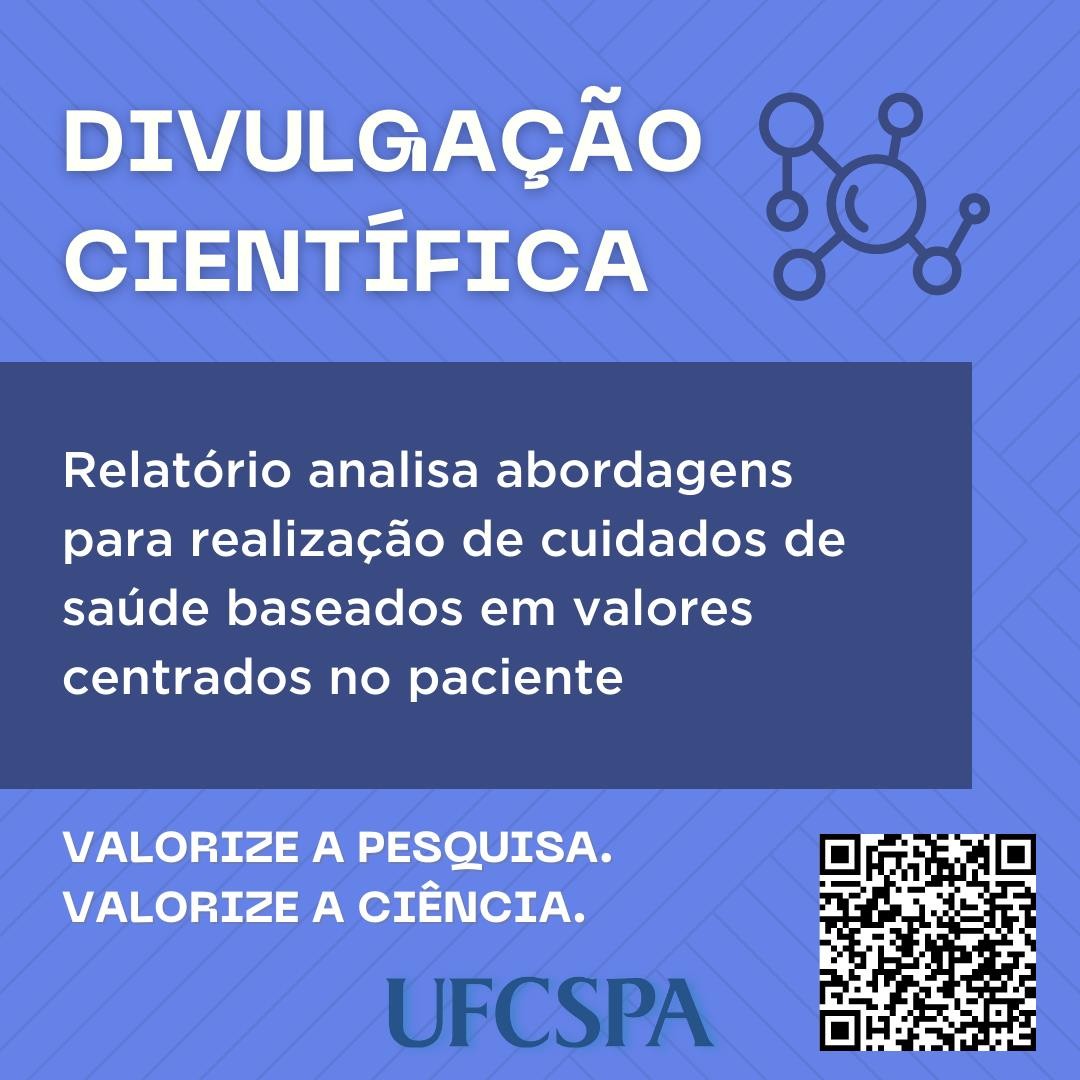 DIVULGAÇÃO
CIENTÍFICA
Relatório analisa abordagens
para realização de cuidados de
saúde baseados em valores
centrados no paciente
VALORIZE A PESQUISA.
VALORIZE A CIÊNCIA.
UFCSPA